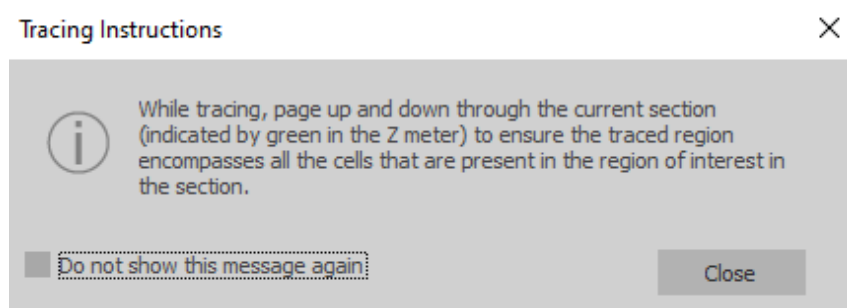 Tracing Instructions
While tracing, page up and down through the current section
(indicated by green in the Z meter) to ensure the traced region
encompasses all the cells that are present in the region of interest in
the section.
Do not show this message again
Close